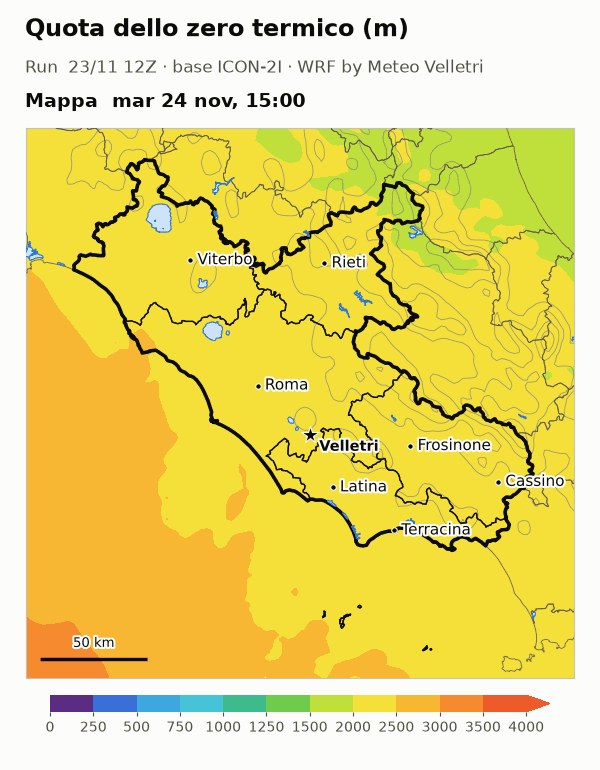 Quota dello zero termico (m)
Run 23/11 12Z · base ICON-2I · WRF by Meteo Velletri
Mappa mar 24 nov, 15:00
Viterbo
Rieti
Roma
Velletri
Frosinone
Latina
Cassino
Terracina
50 km
0 250 500 750 1000 1250 1500 2000 2500 3000 3500 4000